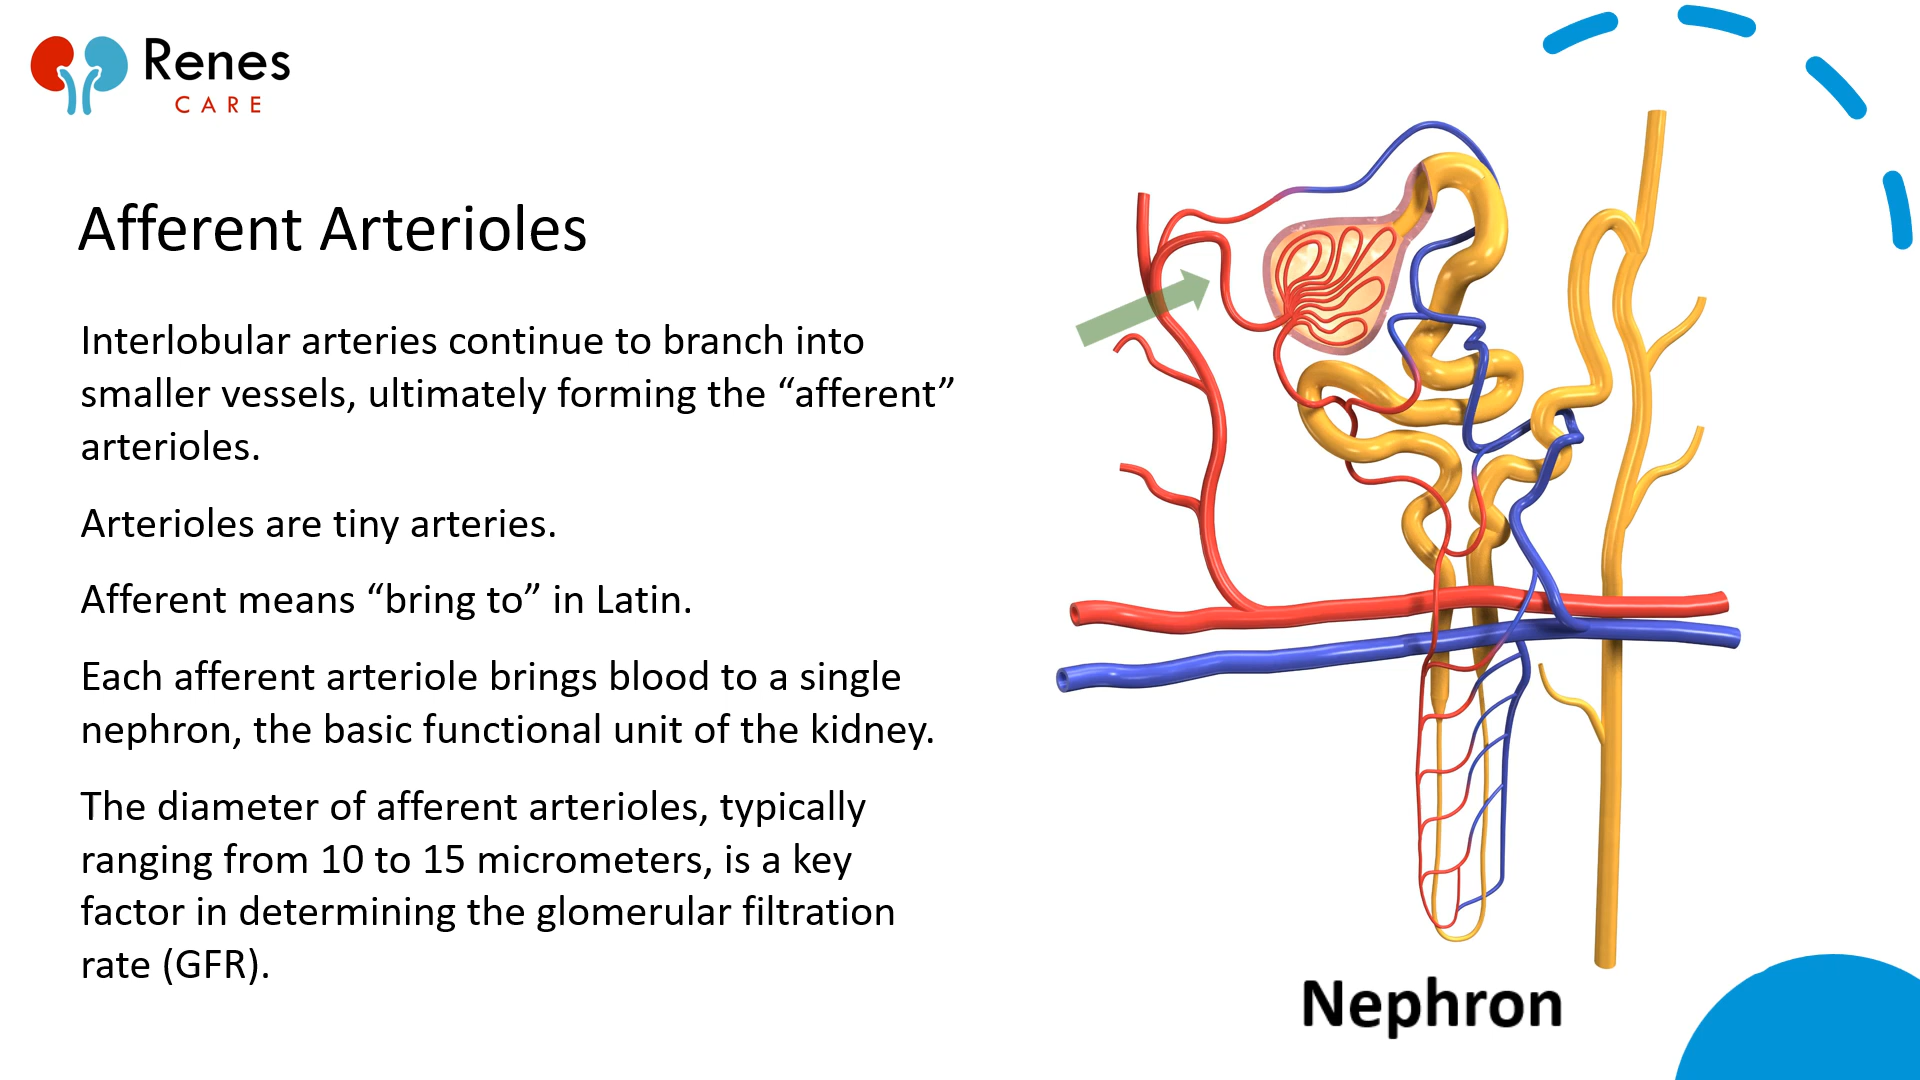 Renes
CARE
Afferent Arterioles
Interlobular arteries continue to branch into
smaller vessels, ultimately forming the “afferent”
arterioles.
Arterioles are tiny arteries.
Afferent means “bring to” in Latin.
Each afferent arteriole brings blood to a single
nephron, the basic functional unit of the kidney.
The diameter of afferent arterioles, typically
ranging from 10 to 15 micrometers, is a key
factor in determining the glomerular filtration
rate (GFR).
Nephron